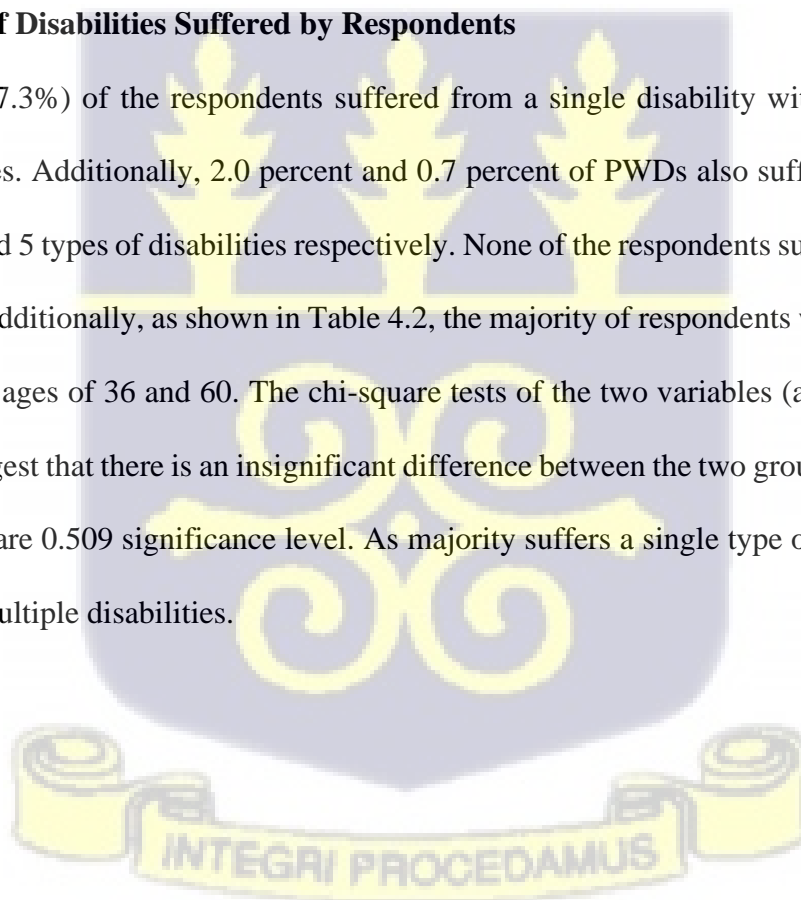 f Disabilities Suffered by Respondents
7.3%) of the respondents suffered from a single disability wi
es. Additionally, 2.0 percent and 0.7 percent of PWDs also suff
d 5 types of disabilities respectively. None of the respondents su
dditionally, as shown in Table 4.2, the majority of respondents
ages of 36 and 60. The chi-square tests of the two variables (a
gest that there is an insignificant difference between the two grou
are 0.509 significance level. As majority suffers a single type o
ultiple disabilities.
INTEGRI PROCEDAMUS